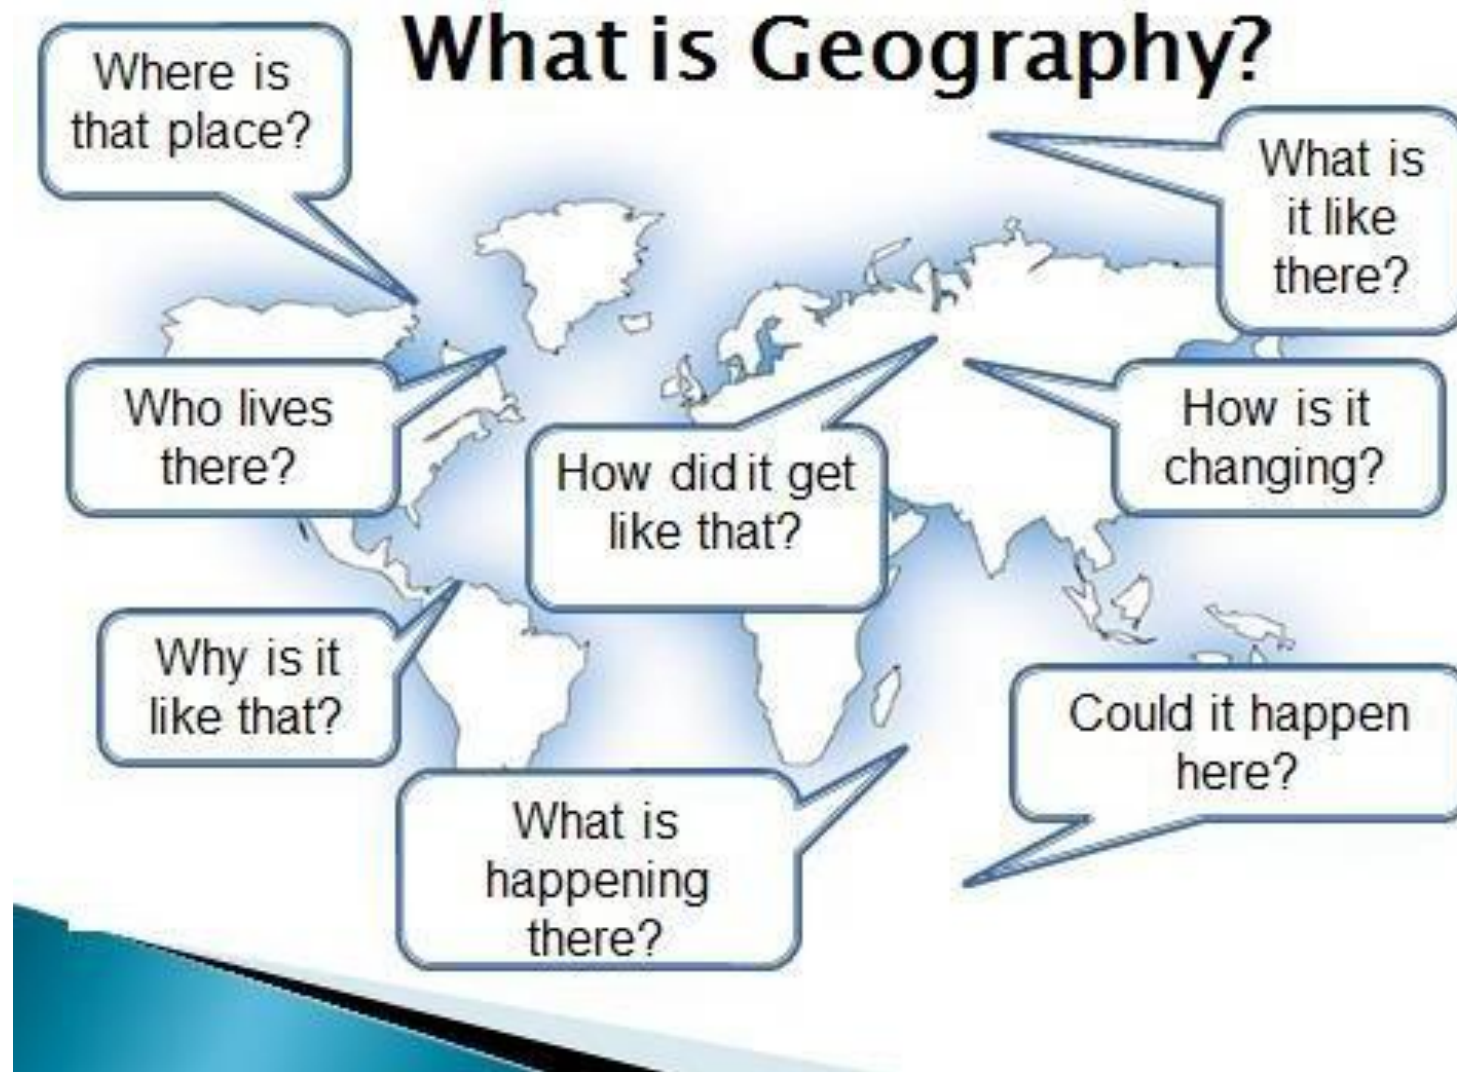 What is Geography?
Where is
that place?
What is
it like
there?
Who lives
there?
How did it get
like that?
How is it
changing?
Why is it
like that?
Could it happen
here?
What is
happening
there?